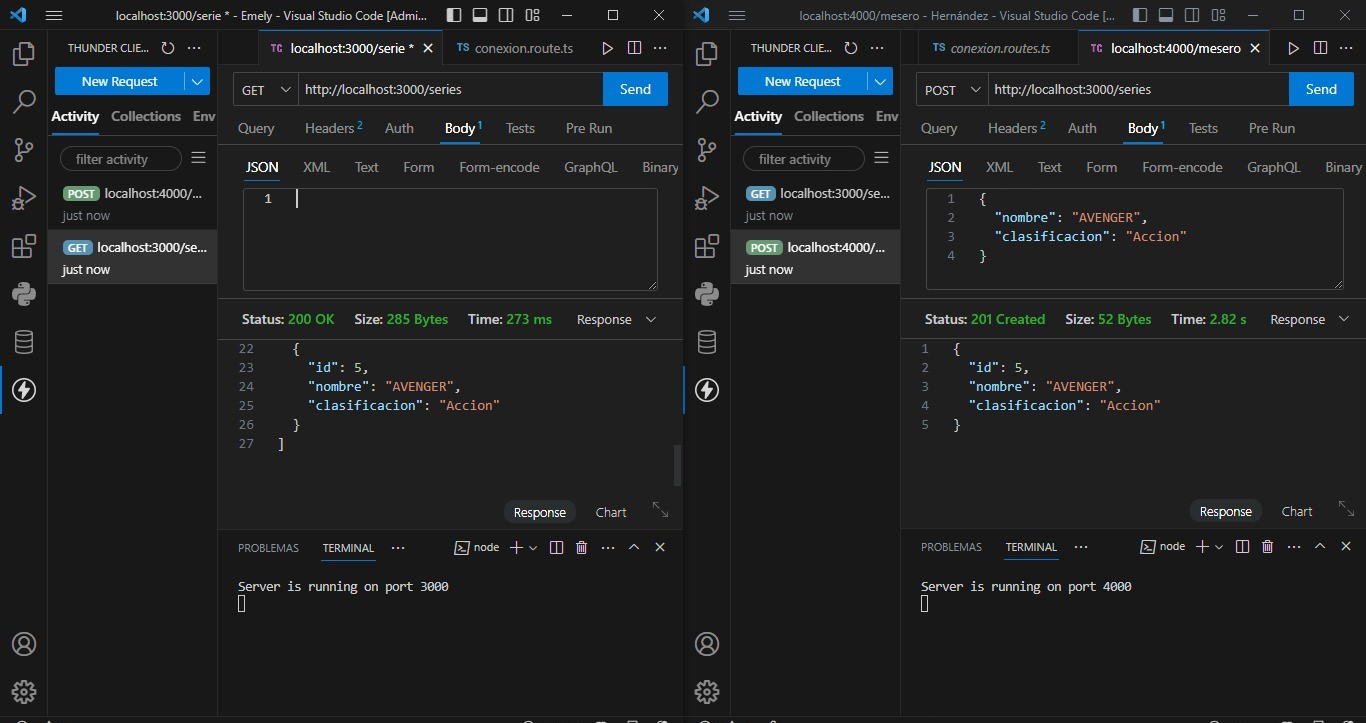 localhost:3000/serie * - Emely - Visual Studio Code [Admi...
THUNDER CLIE...
New Request
Activity Collections Env
filter activity
POST localhost:4000/...
just now
GET localhost:3000/se...
just now
TC localhost:3000/serie *
TS conexion.route.ts
GET http://localhost:3000/series Send
Query Headers 2 Auth Body 1 Tests Pre Run
JSON XML Text Form Form-encode GraphQL Binary
1
Status: 200 OK Size: 285 Bytes Time: 273 ms Response
22 {
23 "id": 5,
24 "nombre": "AVENGER",
25 "clasificacion": "Accion"
26 }
27 ]
Response Chart
PROBLEMAS TERMINAL ... node
Server is running on port 3000
localhost:4000/mesero - Hernández - Visual Studio Code [...
THUNDER CLIE...
New Request
Activity Collections Env
filter activity
GET localhost:3000/se...
just now
POST localhost:4000/...
just now
TS conexion.routes.ts
TC localhost:4000/mesero
POST http://localhost:3000/series Send
Query Headers 2 Auth Body 1 Tests Pre Run
JSON XML Text Form Form-encode GraphQL Binary
1 {
2 "nombre": "AVENGER",
3 "clasificacion": "Accion"
4 }
Status: 201 Created Size: 52 Bytes Time: 2.82 s Response
1 {
2 "id": 5,
3 "nombre": "AVENGER",
4 "clasificacion": "Accion"
5 }
Response Chart
PROBLEMAS TERMINAL ... node
Server is running on port 4000